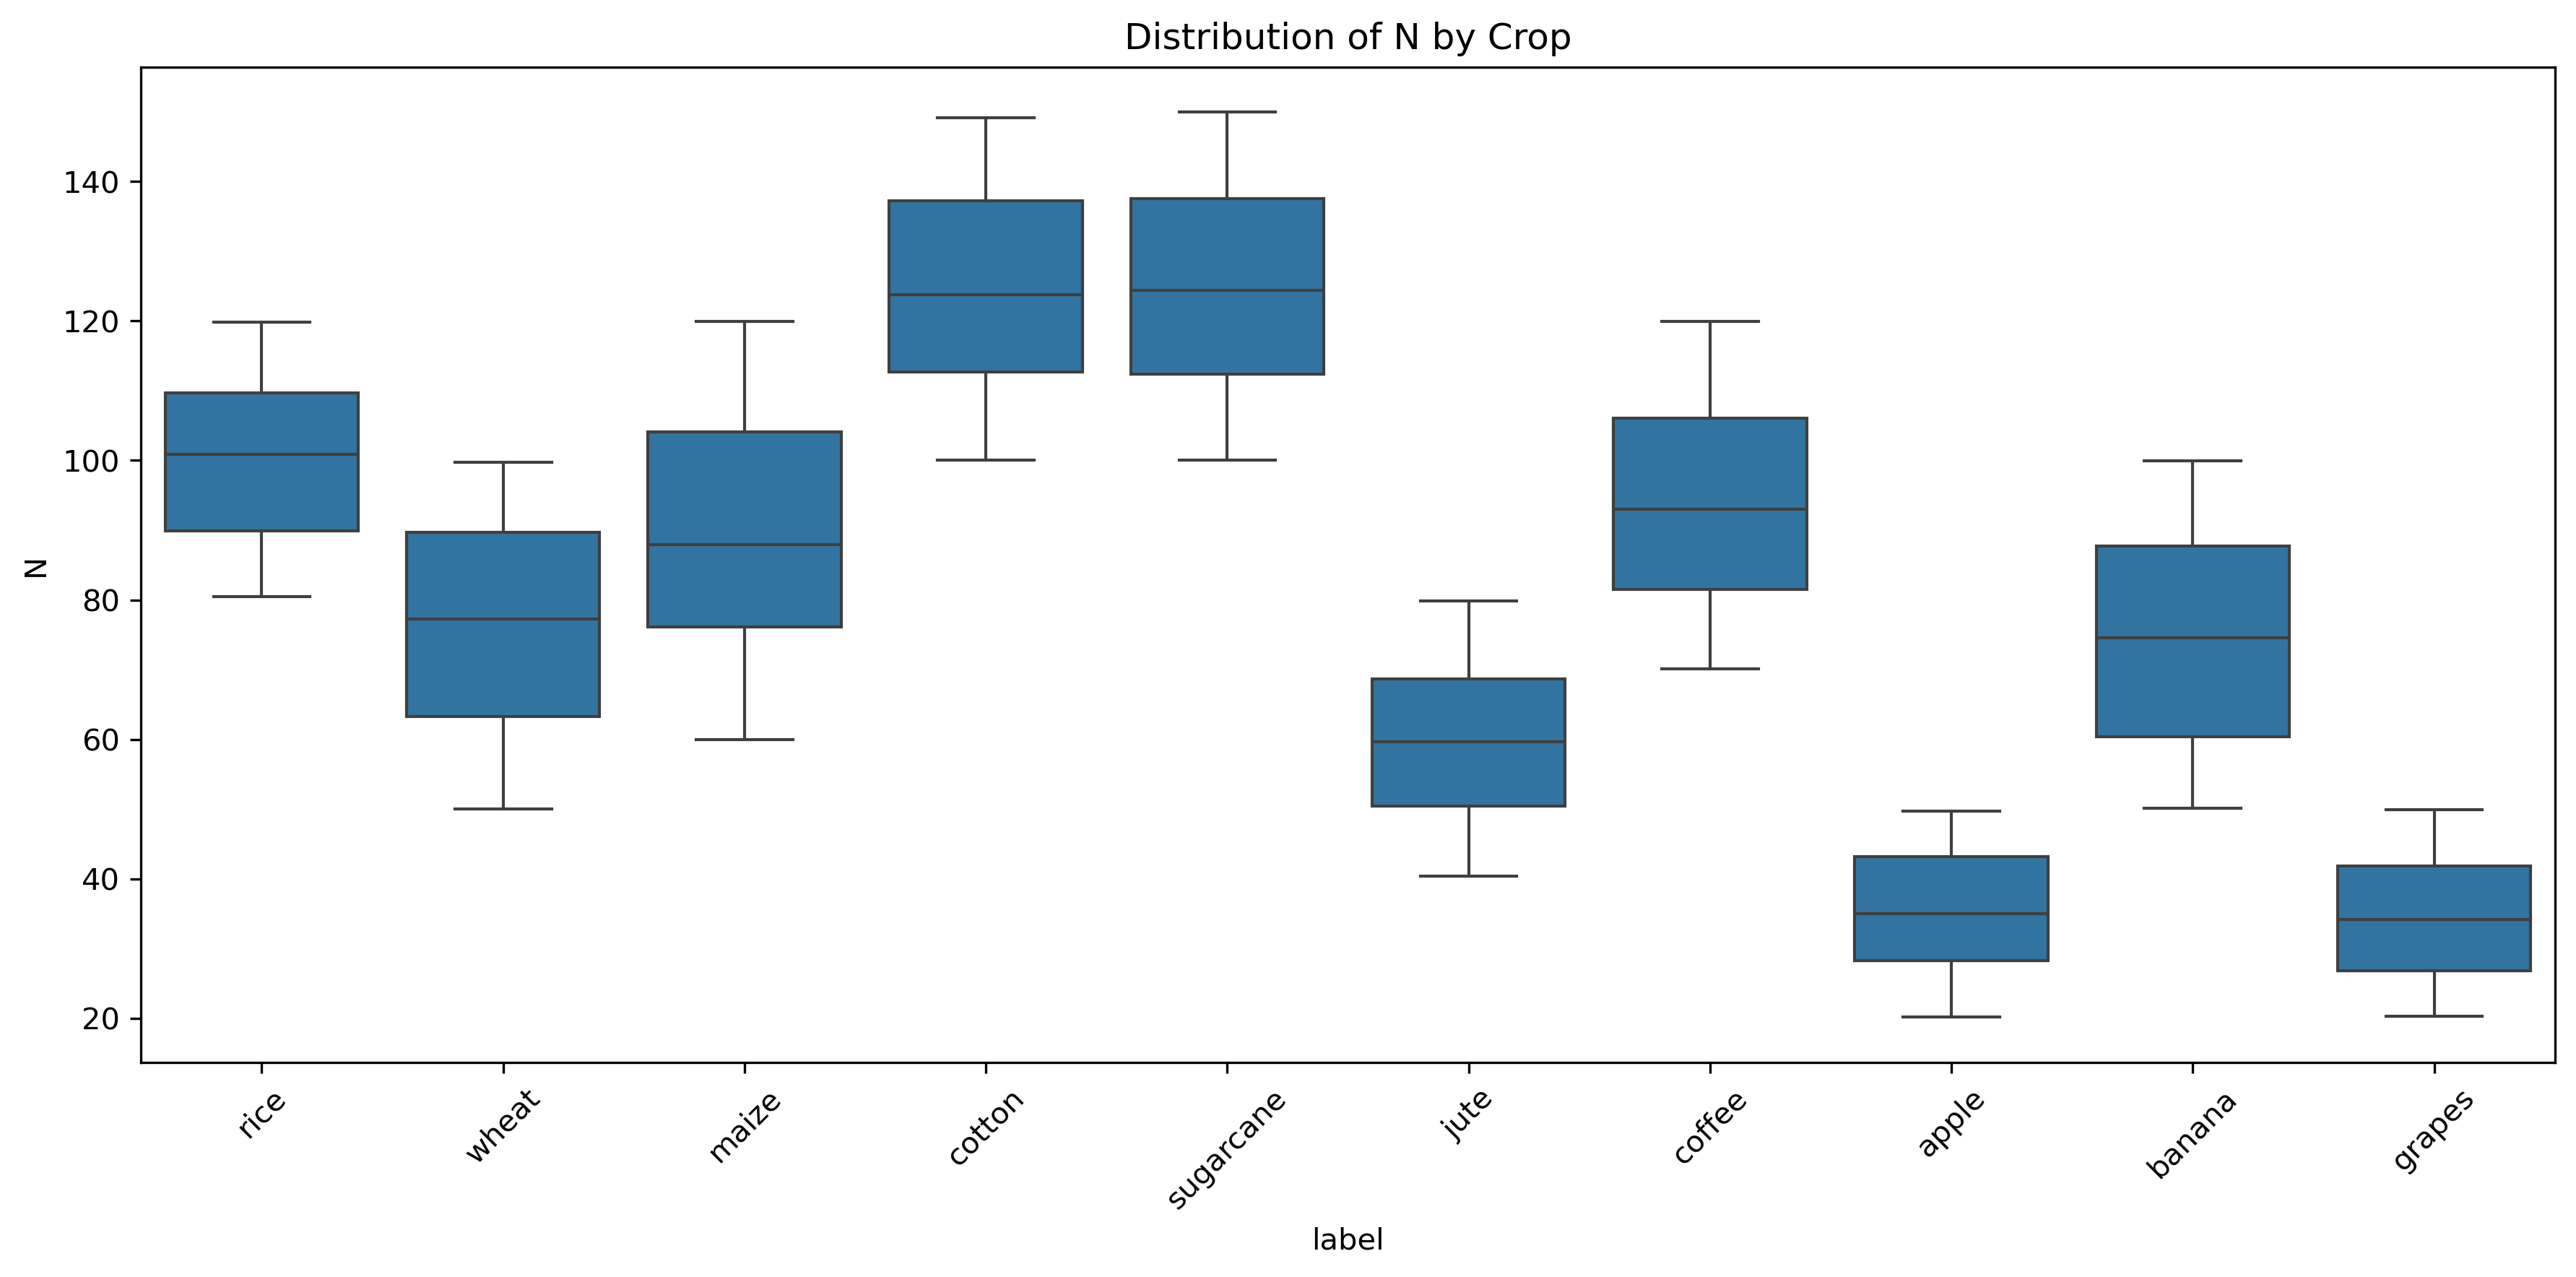 Distribution of N by Crop
N
140
120
100
80
60
40
20
rice
wheat
maize
cotton
sugarcane
jute
coffee
apple
banana
grapes
label